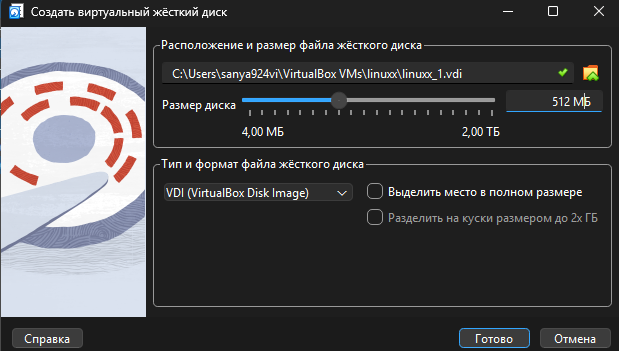 Создать виртуальный жёсткий диск
Расположение и размер файла жёсткого диска
C:\Users\sanya924vi\VirtualBox VMs\linuxx\linuxx_1.vdi
Размер диска
512 МБ
4,00 МБ
2,00 ТБ
Тип и формат файла жёсткого диска
VDI (VirtualBox Disk Image)
Выделить место в полном размере
Разделить на куски размером до 2х ГБ
Справка
Готово
Отмена